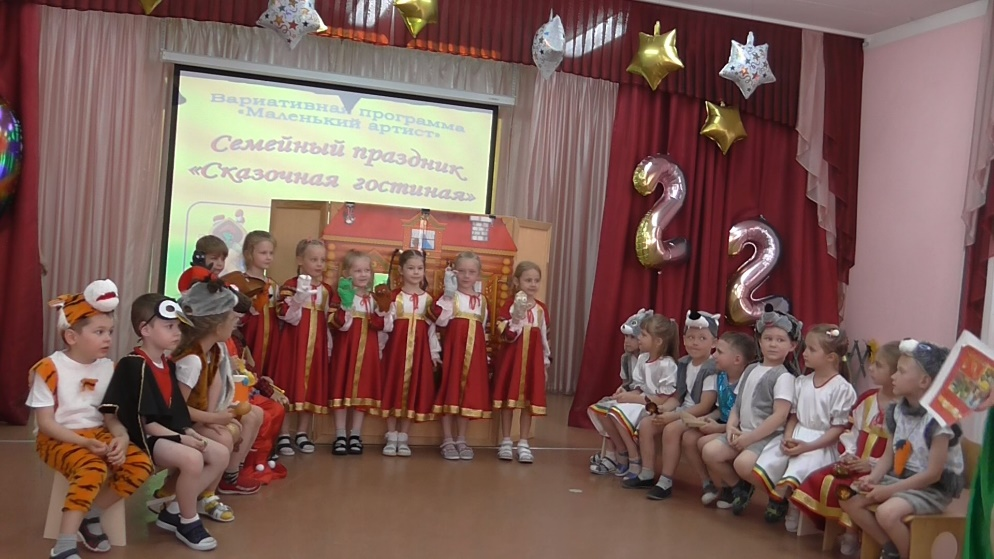 Вариативная программа
«Маленький артист»
Семейный праздник
«Сказочная гостиная»
22